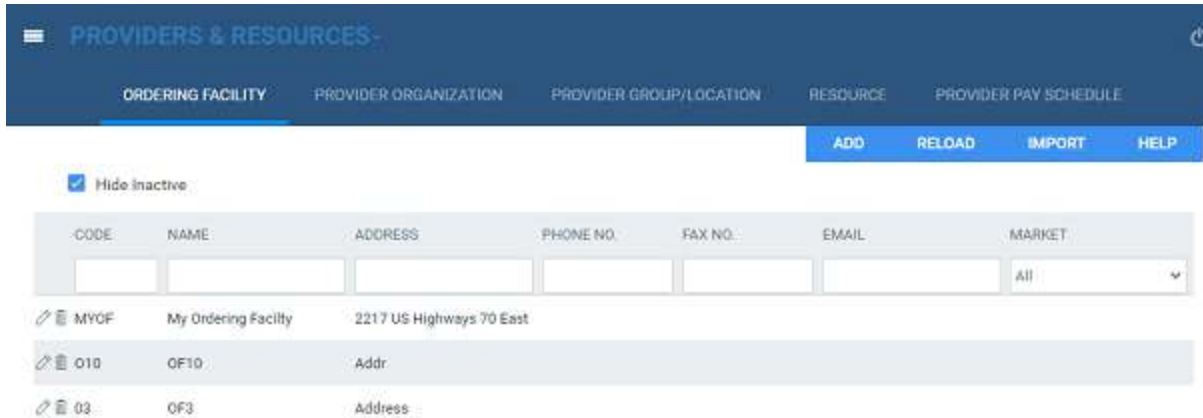 PROVIDERS & RESOURCES-
ORDERING FACILITY PROVIDER ORGANIZATION PROVIDER GROUP/LOCATION RESOURCE PROVIDER PAY SCHEDULE
ADD RELOAD IMPORT HELP
Hide Inactive
CODE NAME ADDRESS PHONE NO. FAX NO. EMAIL MARKET
All
MYOF My Ordering Facilty 2217 US Highways 70 East
O10 OF10 Addr
03 OF3 Address